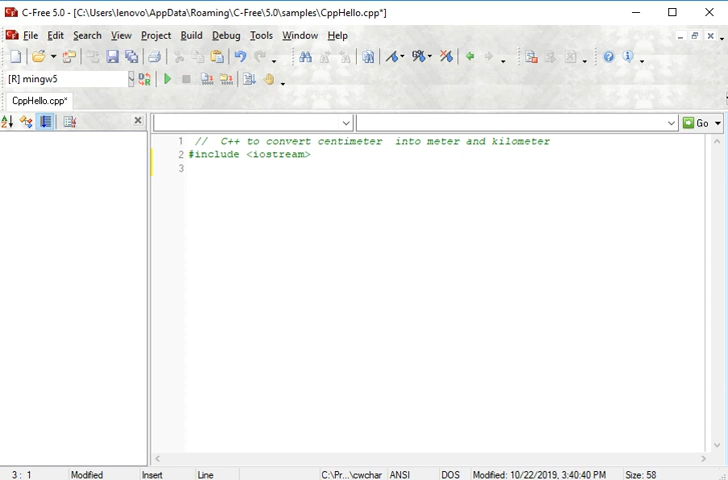 C-Free 5.0 - [C:\Users\lenovo\AppData\Roaming\C-Free\5.0\samples\CppHello.cpp*]
File Edit Search View Project Build Debug Tools Window Help
[R] mingw5
CppHello.cpp*
Go
1 // C++ to convert centimeter  into meter and kilometer
2 #include <iostream>
3
3 : 1 Modified Insert Line C:\Pr...\cwchar ANSI DOS Modified: 10/22/2019, 3:40:40 PM Size: 58